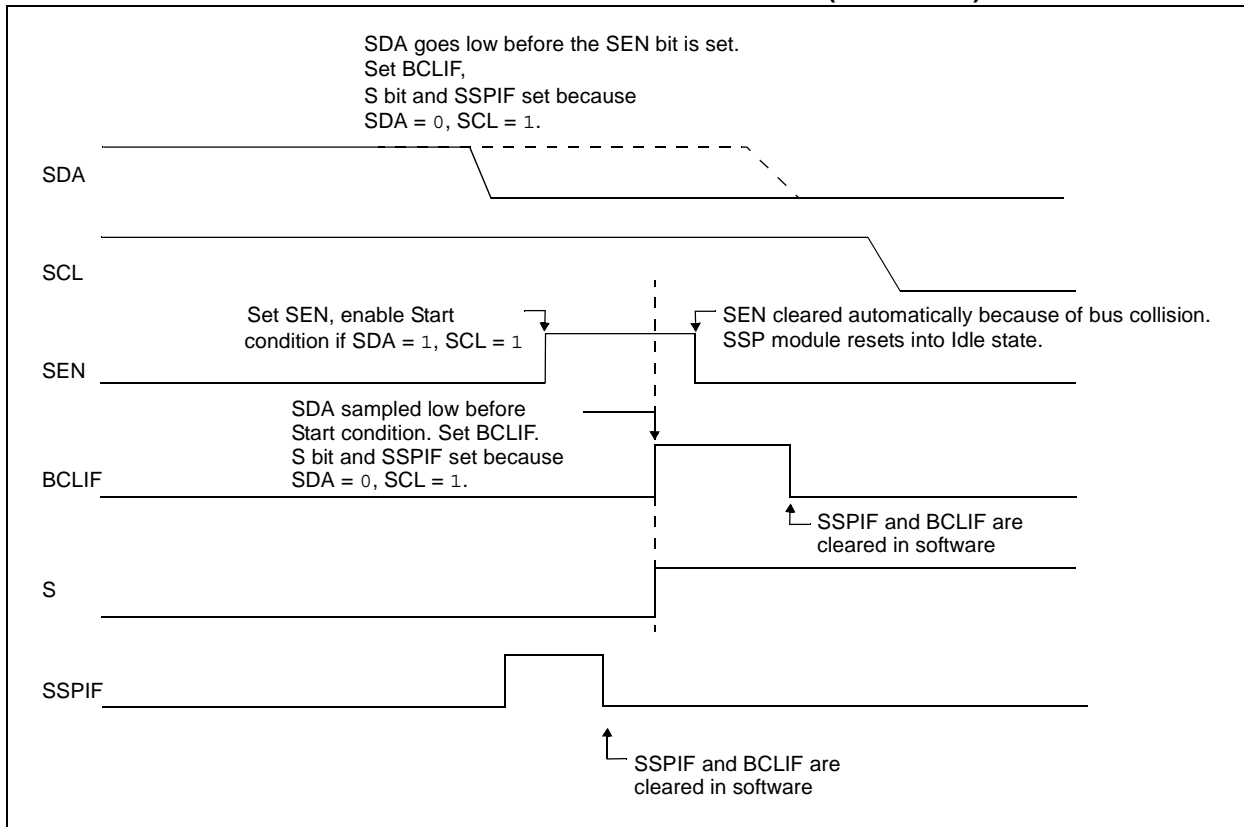 SDA goes low before the SEN bit is set.
Set BCLIF,
S bit and SSPIF set because
SDA = 0, SCL = 1.
SDA
SCL
Set SEN, enable Start
condition if SDA = 1, SCL = 1
SEN cleared automatically because of bus collision.
SSP module resets into Idle state.
SEN
SDA sampled low before
Start condition. Set BCLIF.
S bit and SSPIF set because
SDA = 0, SCL = 1.
BCLIF
SSPIF and BCLIF are
cleared in software
S
SSPIF
SSPIF and BCLIF are
cleared in software